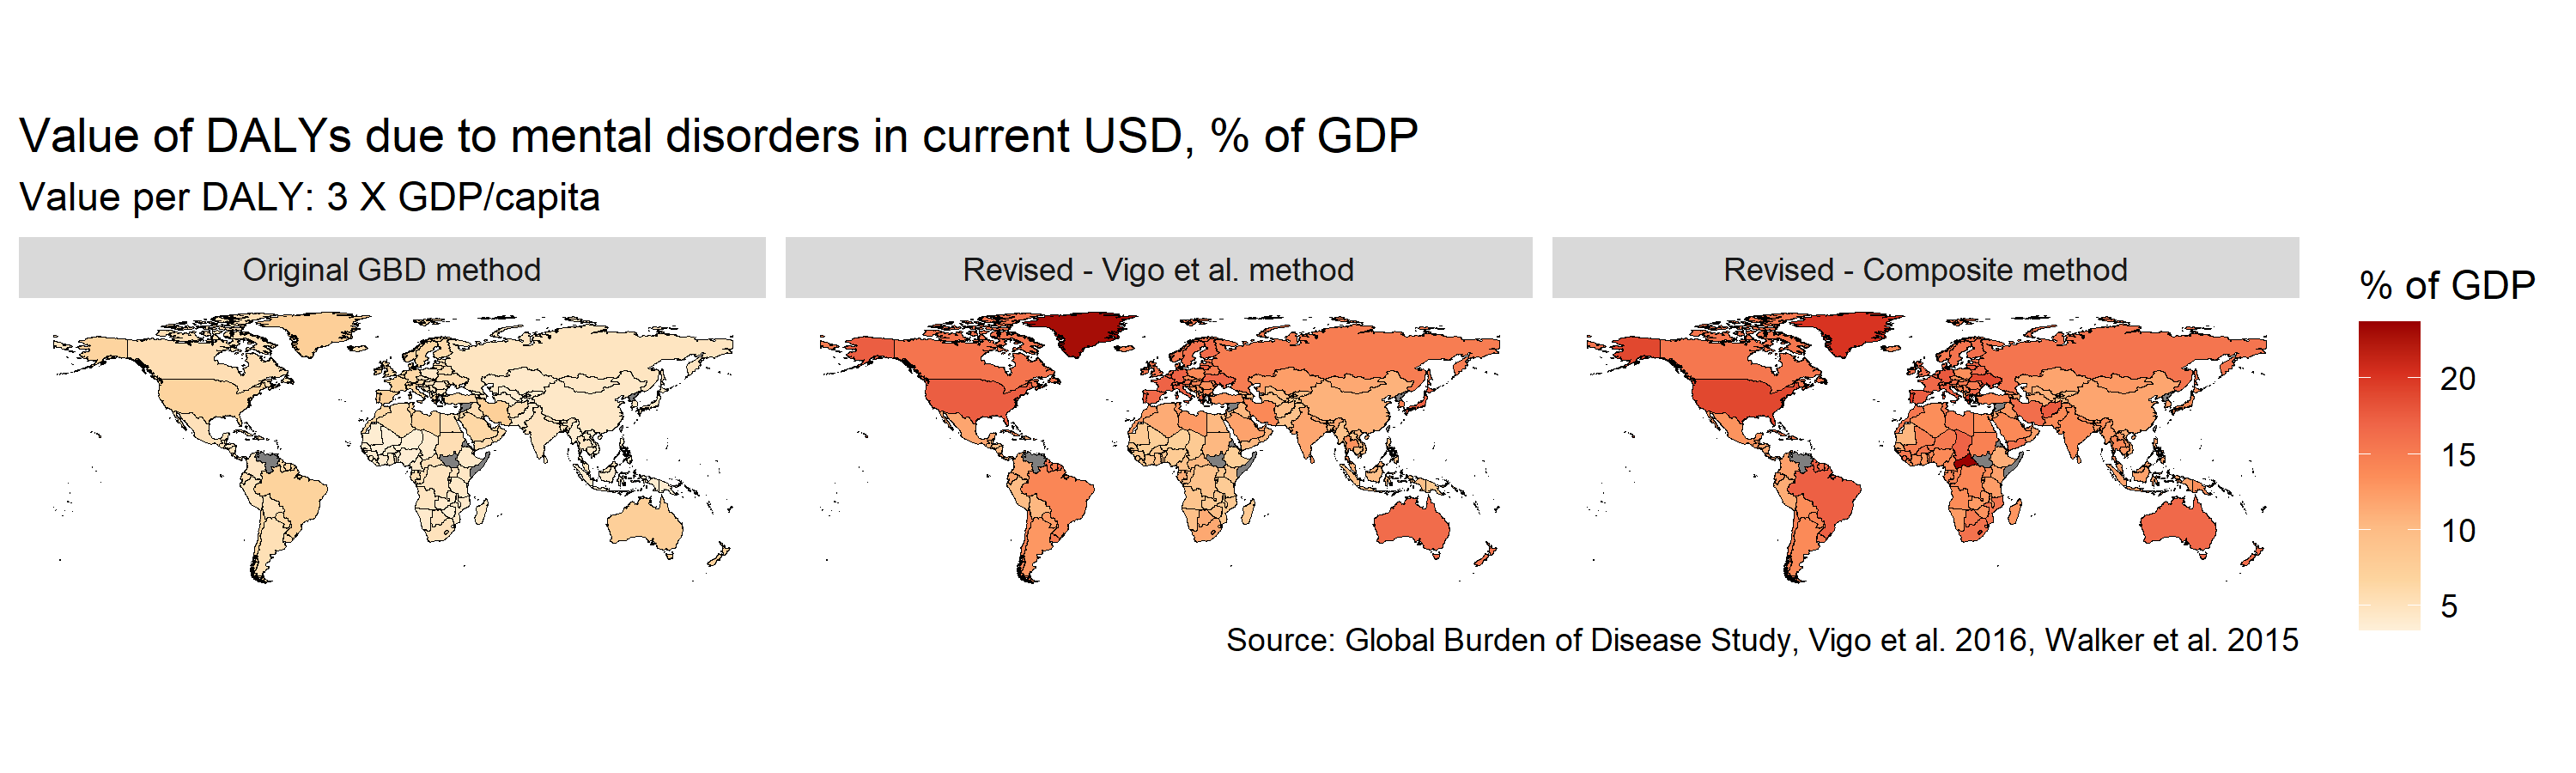 Value of DALYs due to mental disorders in current USD, % of GDP
Value per DALY: 3 X GDP/capita
Original GBD method
Revised - Vigo et al. method
Revised - Composite method
% of GDP
20
15
10
5
Source: Global Burden of Disease Study, Vigo et al. 2016, Walker et al. 2015